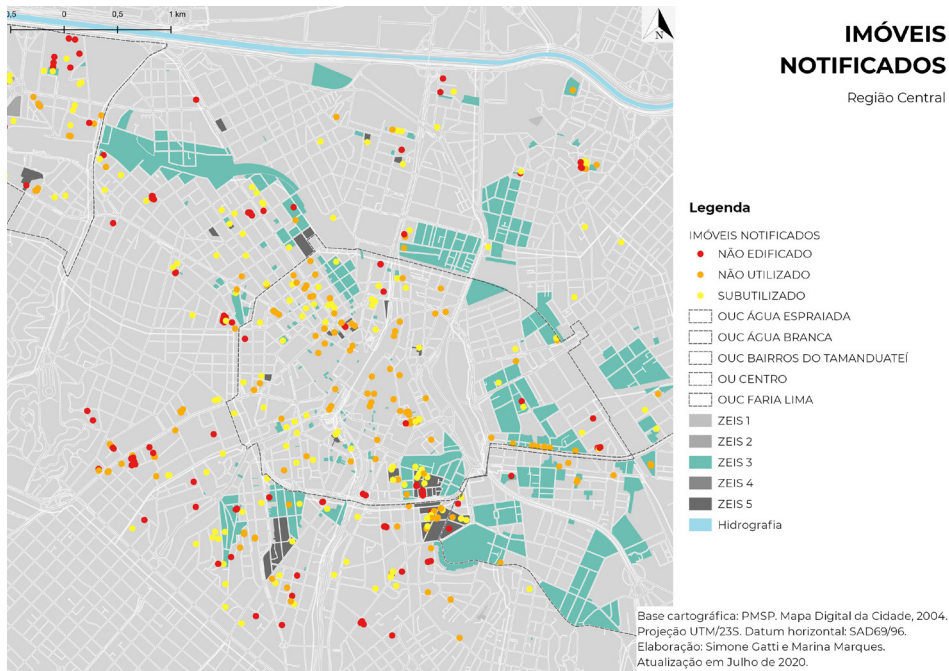 0,5 0 0,5 1 km
N
IMÓVEIS
NOTIFICADOS
Região Central
Legenda
IMÓVEIS NOTIFICADOS
NÃO EDIFICADO
NÃO UTILIZADO
SUBUTILIZADO
OUC ÁGUA ESPRAIADA
OUC ÁGUA BRANCA
OUC BAIRROS DO TAMANDUATEÍ
OU CENTRO
OUC FARIA LIMA
ZEIS 1
ZEIS 2
ZEIS 3
ZEIS 4
ZEIS 5
Hidrografia
Base cartográfica: PMSP. Mapa Digital da Cidade, 2004.
Projeção UTM/23S. Datum horizontal: SAD69/96.
Elaboração: Simone Gatti e Marina Marques.
Atualização em Julho de 2020.